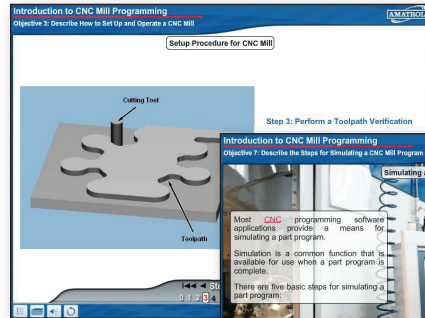 Introduction to CNC Mill Programming
Objective 3: Describe How to Set Up and Operate a CNC Mill
AMATROL
Setup Procedure for CNC Mill
Cutting Tool
Toolpath
Step 3: Perform a Toolpath Verification
0 1 2 3 4
Introduction to CNC Mill Programming
Objective 7: Describe the Steps for Simulating a CNC Mill Program
Simulating a
Most CNC programming software
applications provide a means for
simulating a part program.
Simulation is a common function that is
available for use when a part program is
complete.
There are five basic steps for simulating a
part program: